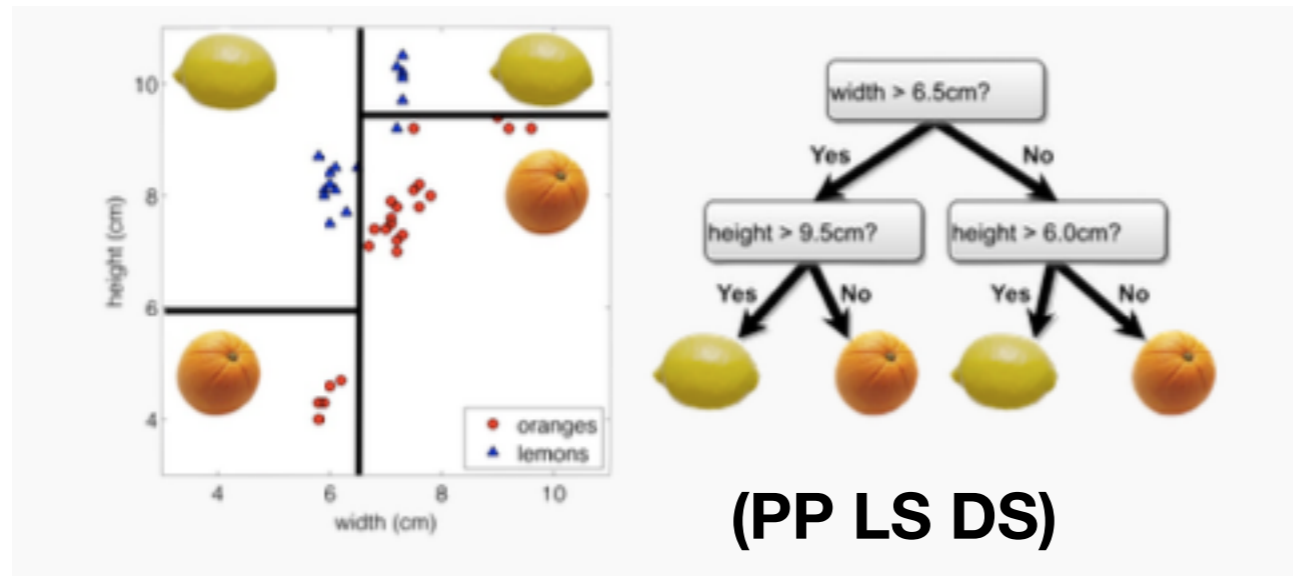 10
8
6
4
height (cm)
4 6 8 10
width (cm)
oranges
lemons
width > 6.5cm?
Yes No
height > 9.5cm? height > 6.0cm?
Yes No Yes No
(PP LS DS)